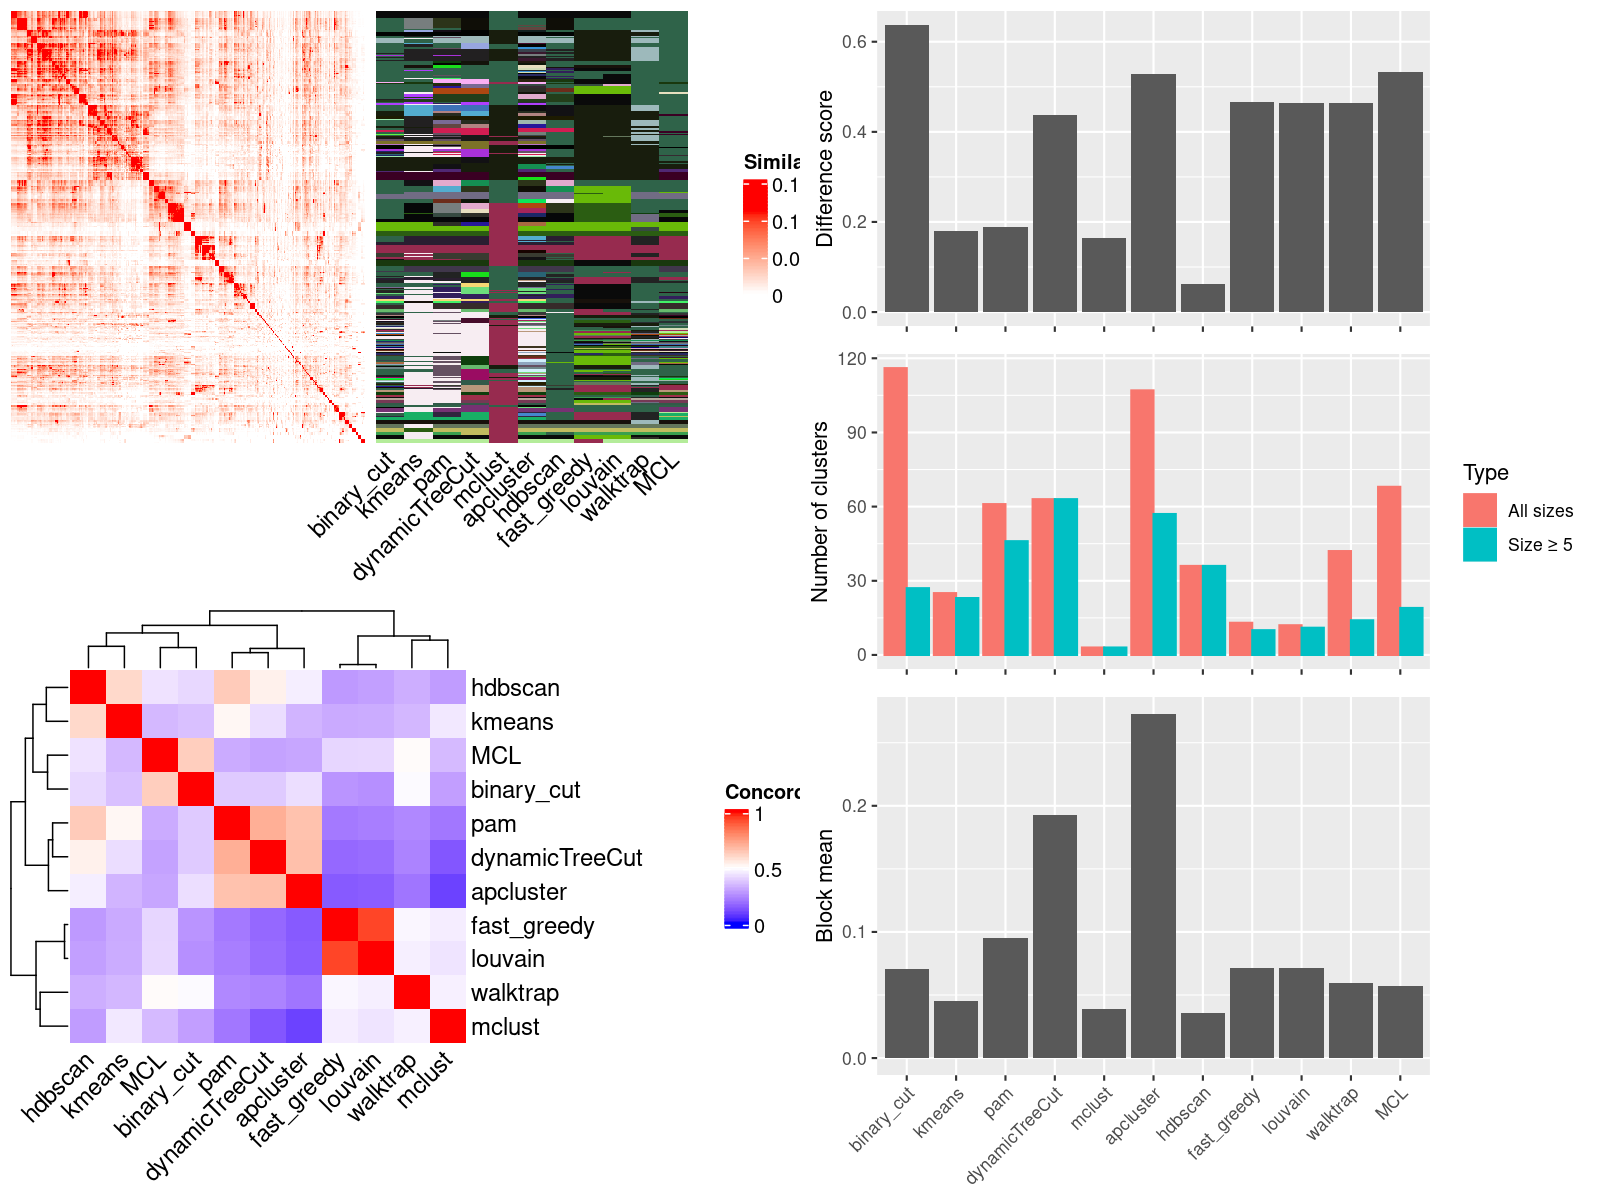 Simila
0.1
0.1
0.0
0
binary_cut
kmeans
pam
dynamicTreeCut
mclust
apcluster
hdbscan
fast_greedy
louvain
walktrap
MCL
hdbscan
kmeans
MCL
binary_cut
pam
dynamicTreeCut
apcluster
fast_greedy
louvain
walktrap
mclust
hdbscan
kmeans
MCL
binary_cut
pam
dynamicTreeCut
apcluster
fast_greedy
louvain
walktrap
mclust
Concord
1
0.5
0
Difference score
0.6
0.4
0.2
0.0
Number of clusters
120
90
60
30
0
Type
All sizes
Size ≥ 5
Block mean
0.2
0.1
0.0
binary_cut
kmeans
pam
dynamicTreeCut
mclust
apcluster
hdbscan
fast_greedy
louvain
walktrap
MCL